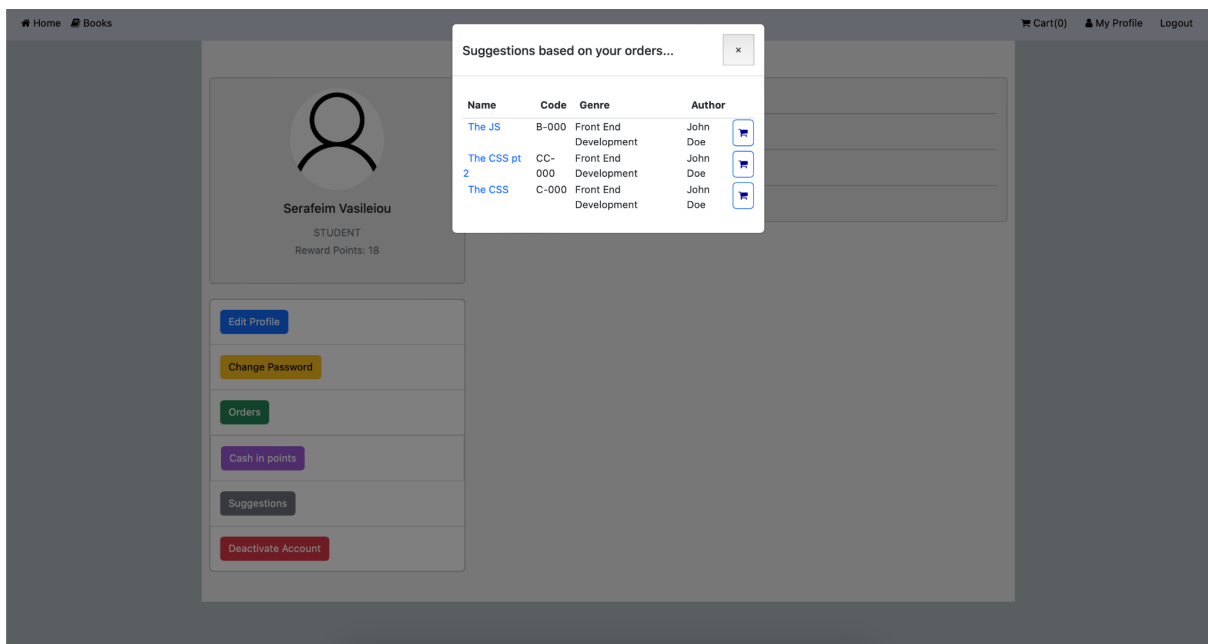 Home Books Cart(0) My Profile Logout
Suggestions based on your orders... ×
Name Code Genre Author
The JS B-000 Front End John
Development Doe
The CSS pt CC- Front End John
2 000 Development Doe
The CSS C-000 Front End John
Development Doe
Serafeim Vasileiou
STUDENT
Reward Points: 18
Edit Profile
Change Password
Orders
Cash in points
Suggestions
Deactivate Account